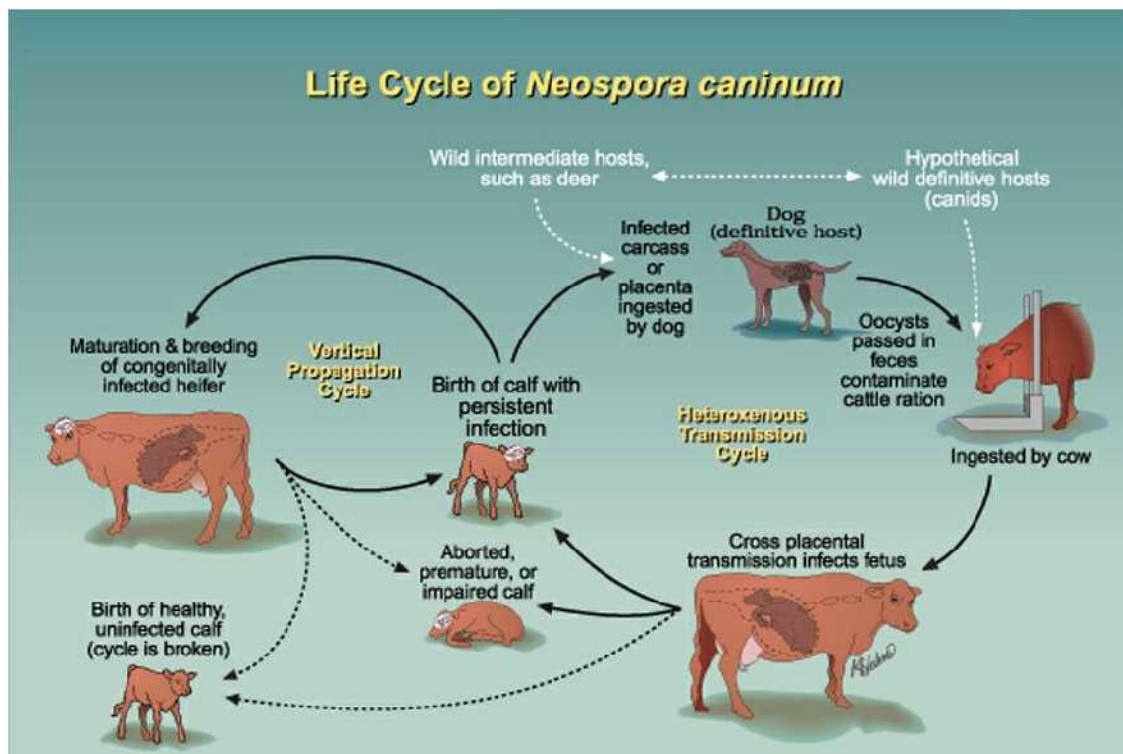 Life Cycle of Neospora caninum
Wild intermediate hosts,
such as deer
Hypothetical
wild definitive hosts
(canids)
Dog
(definitive host)
Infected
carcass
or
placenta
ingested
by dog
Oocysts
passed in
feces
contaminate
cattle ration
Maturation & breeding
of congenitally
infected heifer
Vertical
Propagation
Cycle
Birth of calf with
persistent
infection
Heteroxenous
Transmission
Cycle
Ingested by cow
Cross placental
transmission infects fetus
Aborted,
premature, or
impaired calf
Birth of healthy,
uninfected calf
(cycle is broken)